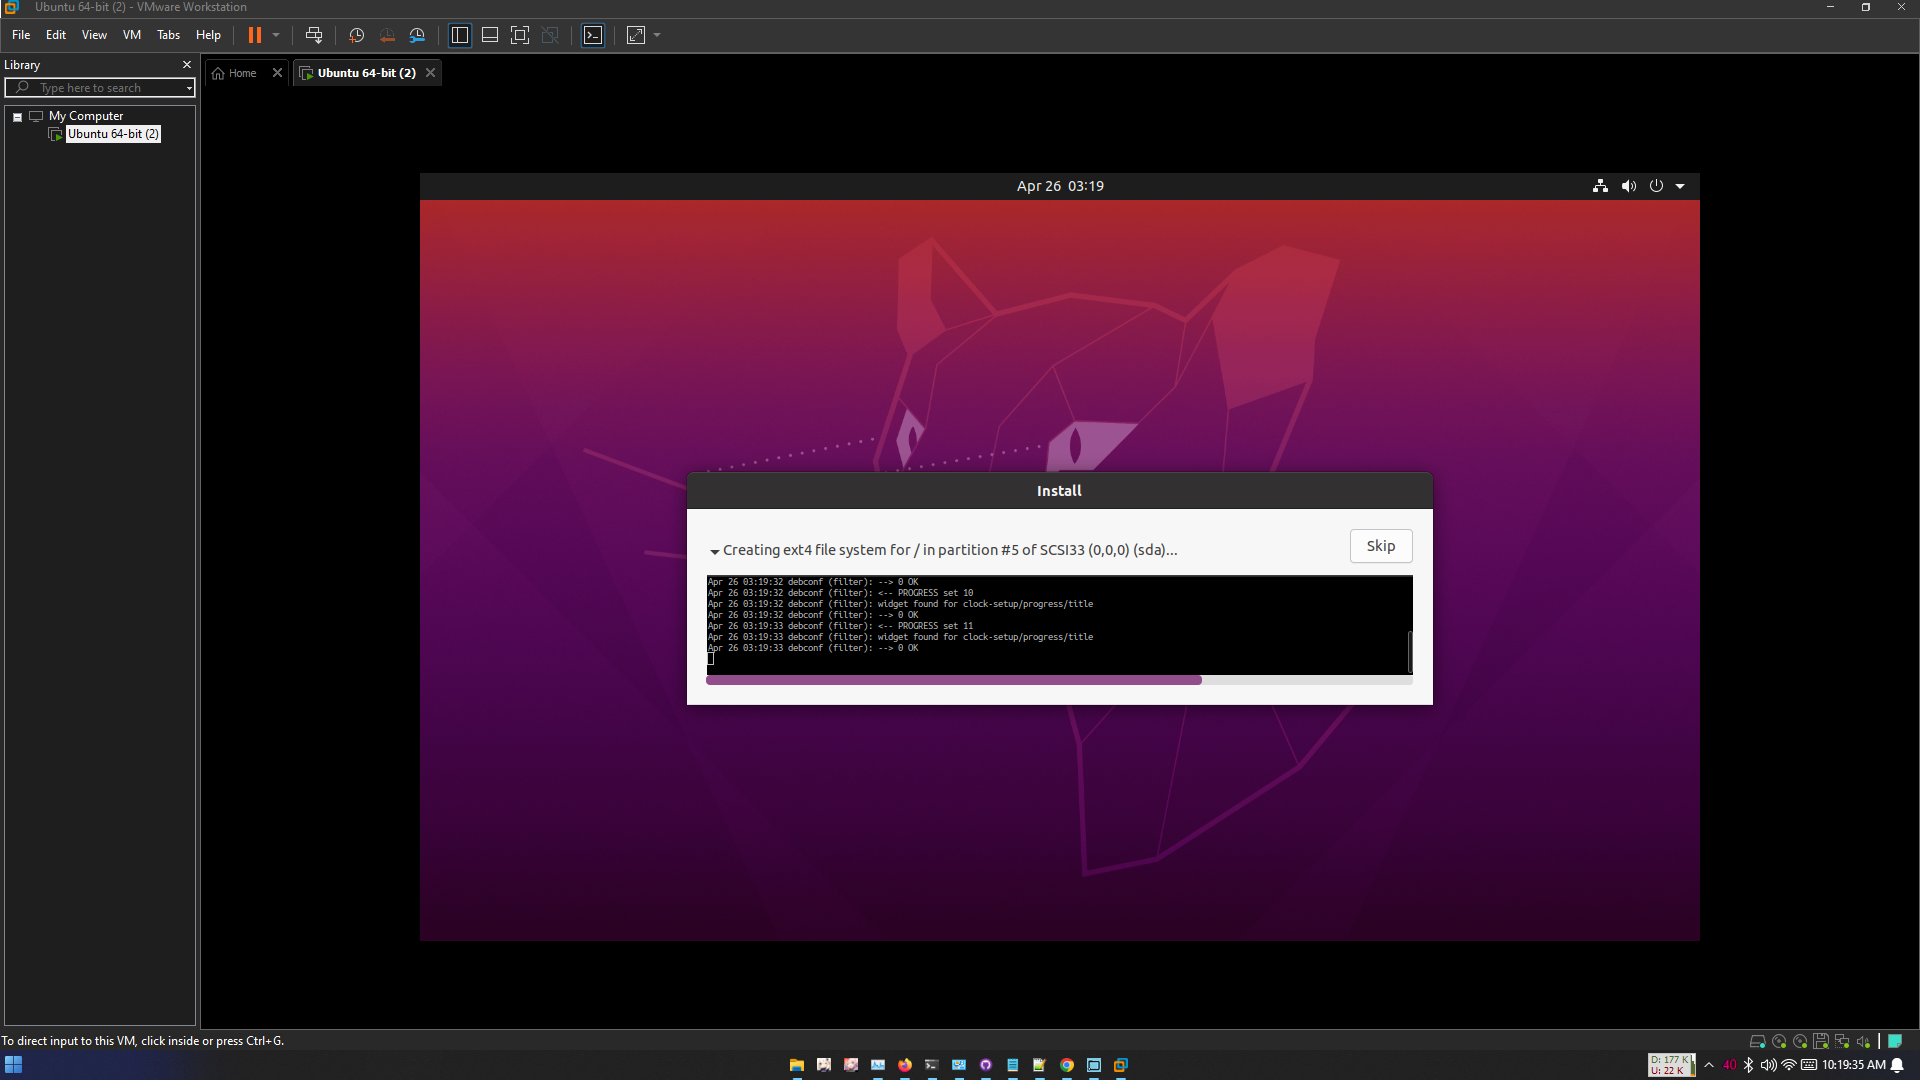 Ubuntu 64-bit (2) - VMware Workstation
File Edit View VM Tabs Help
Library
Type here to search
My Computer
Ubuntu 64-bit (2)
Home
Ubuntu 64-bit (2)
Apr 26 03:19
Install
Creating ext4 file system for / in partition #5 of SCSI33 (0,0,0) (sda)...
Skip
Apr 26 03:19:32 debconf (filter): --> 0 OK
Apr 26 03:19:32 debconf (filter): <-- PROGRESS set 10
Apr 26 03:19:32 debconf (filter): widget found for clock-setup/progress/title
Apr 26 03:19:32 debconf (filter): --> 0 OK
Apr 26 03:19:33 debconf (filter): <-- PROGRESS set 11
Apr 26 03:19:33 debconf (filter): widget found for clock-setup/progress/title
Apr 26 03:19:33 debconf (filter): --> 0 OK
To direct input to this VM, click inside or press Ctrl+G.
D: 177 K
U: 22 K
40
10:19:35 AM